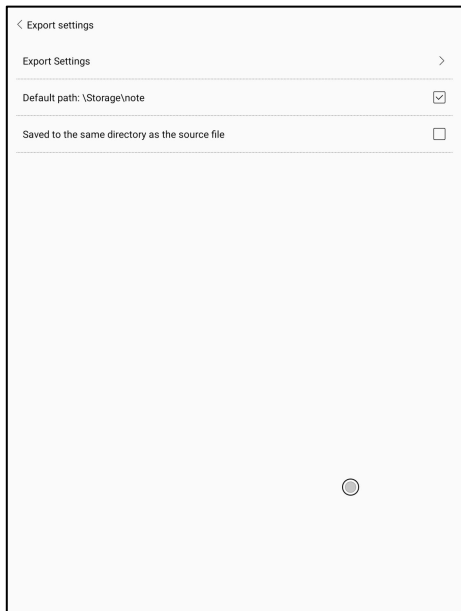 Export settings
Export Settings
Default path: \Storage\note
Saved to the same directory as the source file